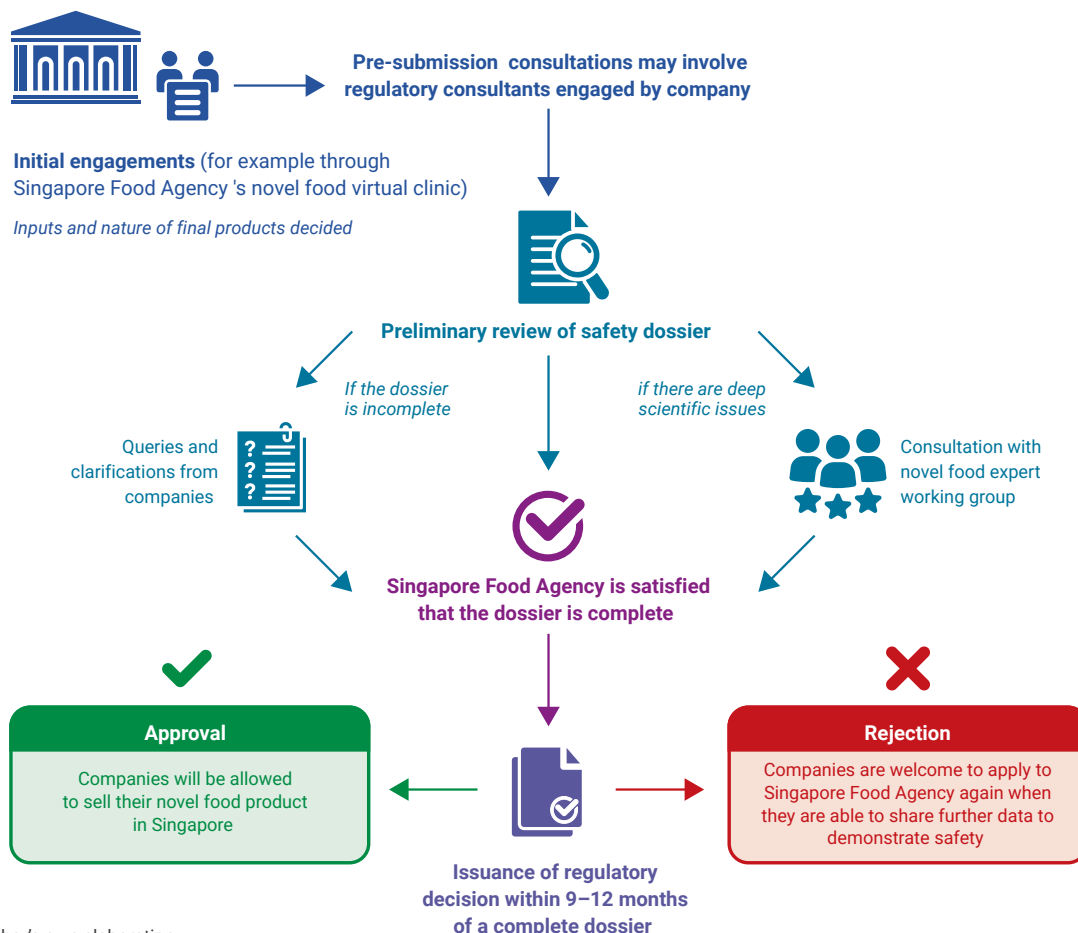 Pre-submission consultations may involve
regulatory consultants engaged by company
Initial engagements (for example through
Singapore Food Agency 's novel food virtual clinic)
Inputs and nature of final products decided
Preliminary review of safety dossier
If the dossier
is incomplete
if there are deep
scientific issues
Queries and
clarifications from
companies
? ? ?
Consultation with
novel food expert
working group
Singapore Food Agency is satisfied
that the dossier is complete
Approval
Companies will be allowed
to sell their novel food product
in Singapore
Rejection
Companies are welcome to apply to
Singapore Food Agency again when
they are able to share further data to
demonstrate safety
Issuance of regulatory
decision within 9–12 months
of a complete dossier